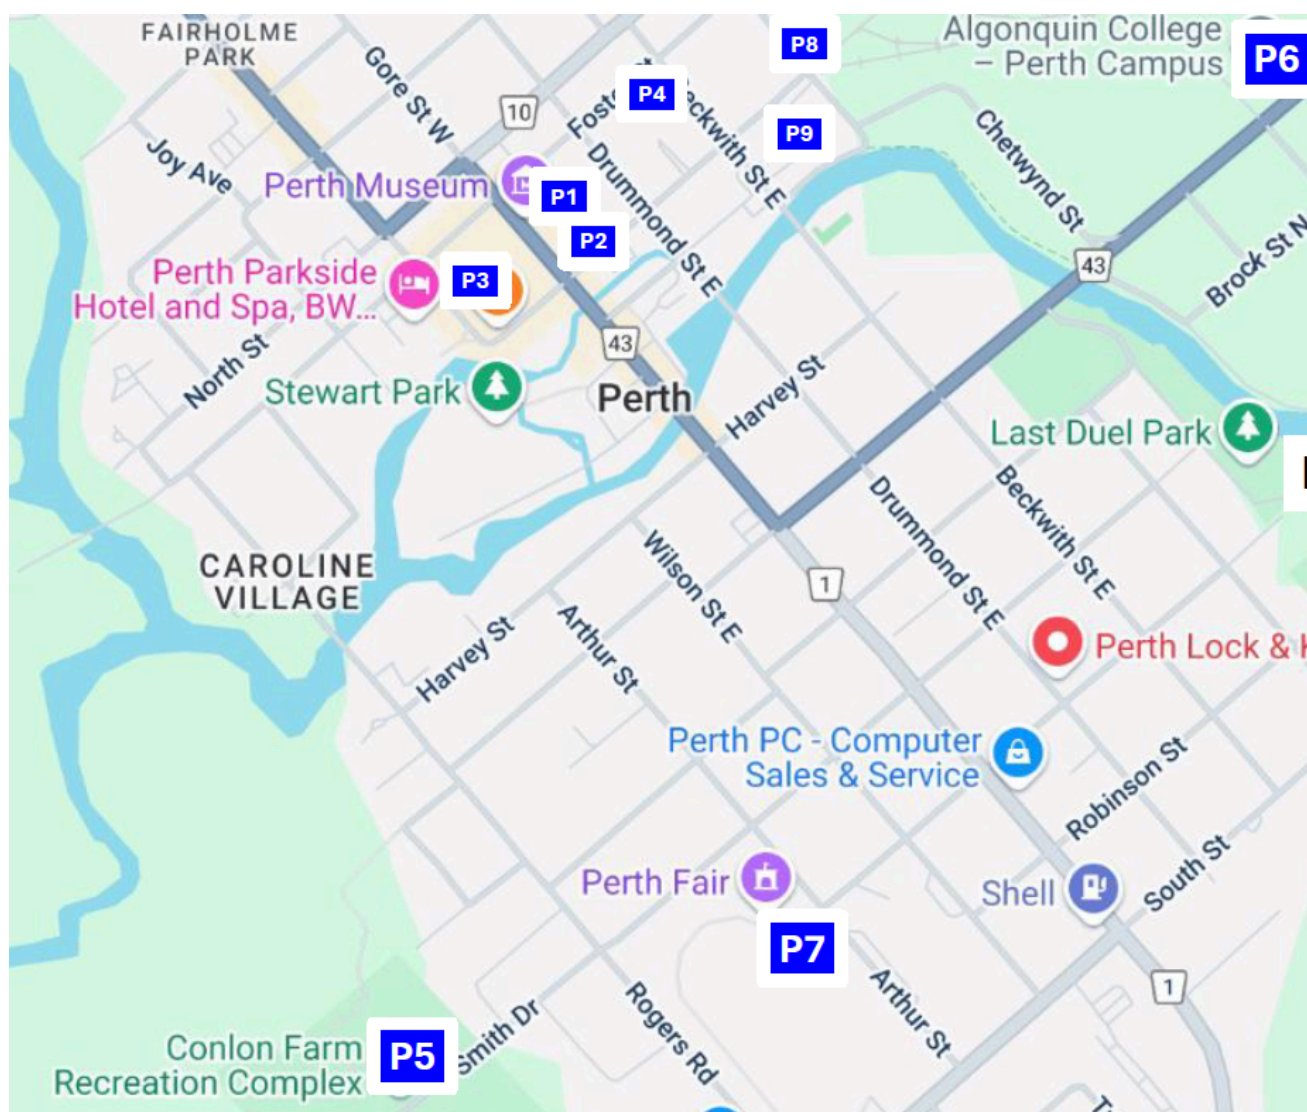 FAIRHOLME
PARK
Gore St W
10
Foste
P4
P8
Algonquin College
– Perth Campus
P6
Joy Ave
Perth Museum
P1
P2
Drummond St E
Beckwith St E
P9
Chetwynd St
43
Brock St N
Perth Parkside
Hotel and Spa, BW...
P3
North St
43
Stewart Park
Perth
Harvey St
Last Duel Park
CAROLINE
VILLAGE
Wilson St E
1
Drummond St E
Beckwith St E
Harvey St
Arthur St
Perth Lock &
Perth PC - Computer
Sales & Service
Robinson St
Perth Fair
Shell
South St
P7
1
Arthur St
Rogers Rd
Smith Dr
Conlon Farm
Recreation Complex
P5